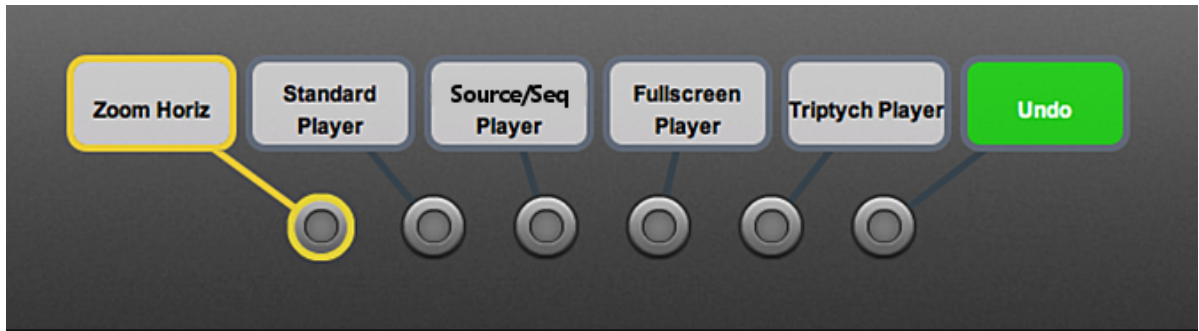 Zoom Horiz
Standard
Player
Source/Seq
Player
Fullscreen
Player
Triptych Player
Undo